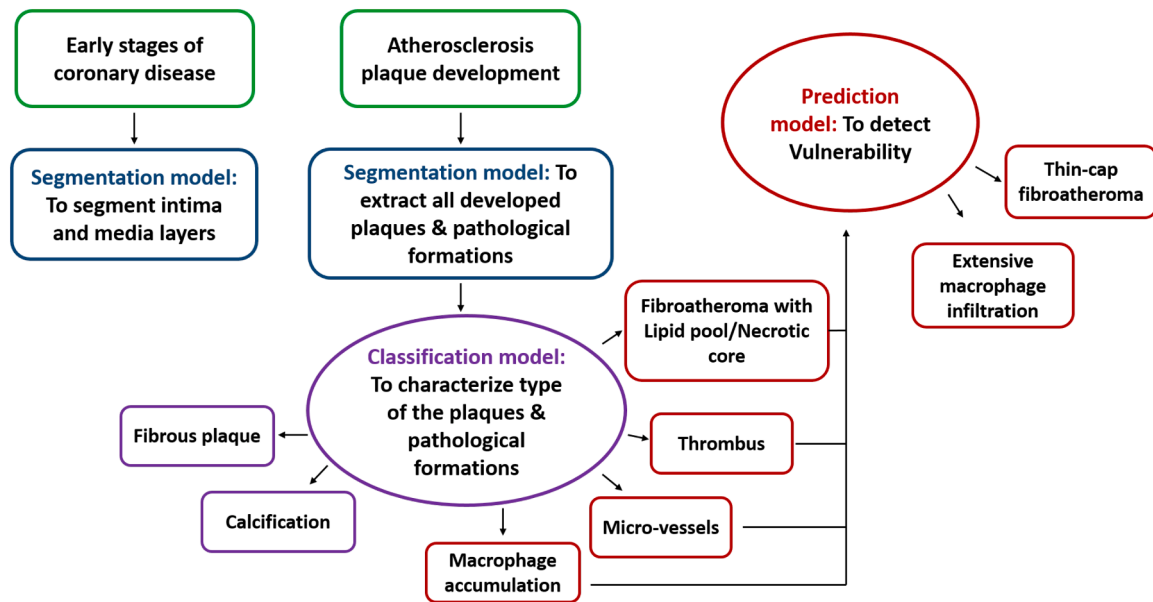 Early stages of
coronary disease
Atherosclerosis
plaque development
Segmentation model:
To segment intima
and media layers
Segmentation model: To
extract all developed
plaques & pathological
formations
Prediction
model: To detect
Vulnerability
Thin-cap
fibroatheroma
Extensive
macrophage
infiltration
Classification model:
To characterize type
of the plaques &
pathological
formations
Fibroatheroma with
Lipid pool/Necrotic
core
Fibrous plaque
Thrombus
Calcification
Micro-vessels
Macrophage
accumulation